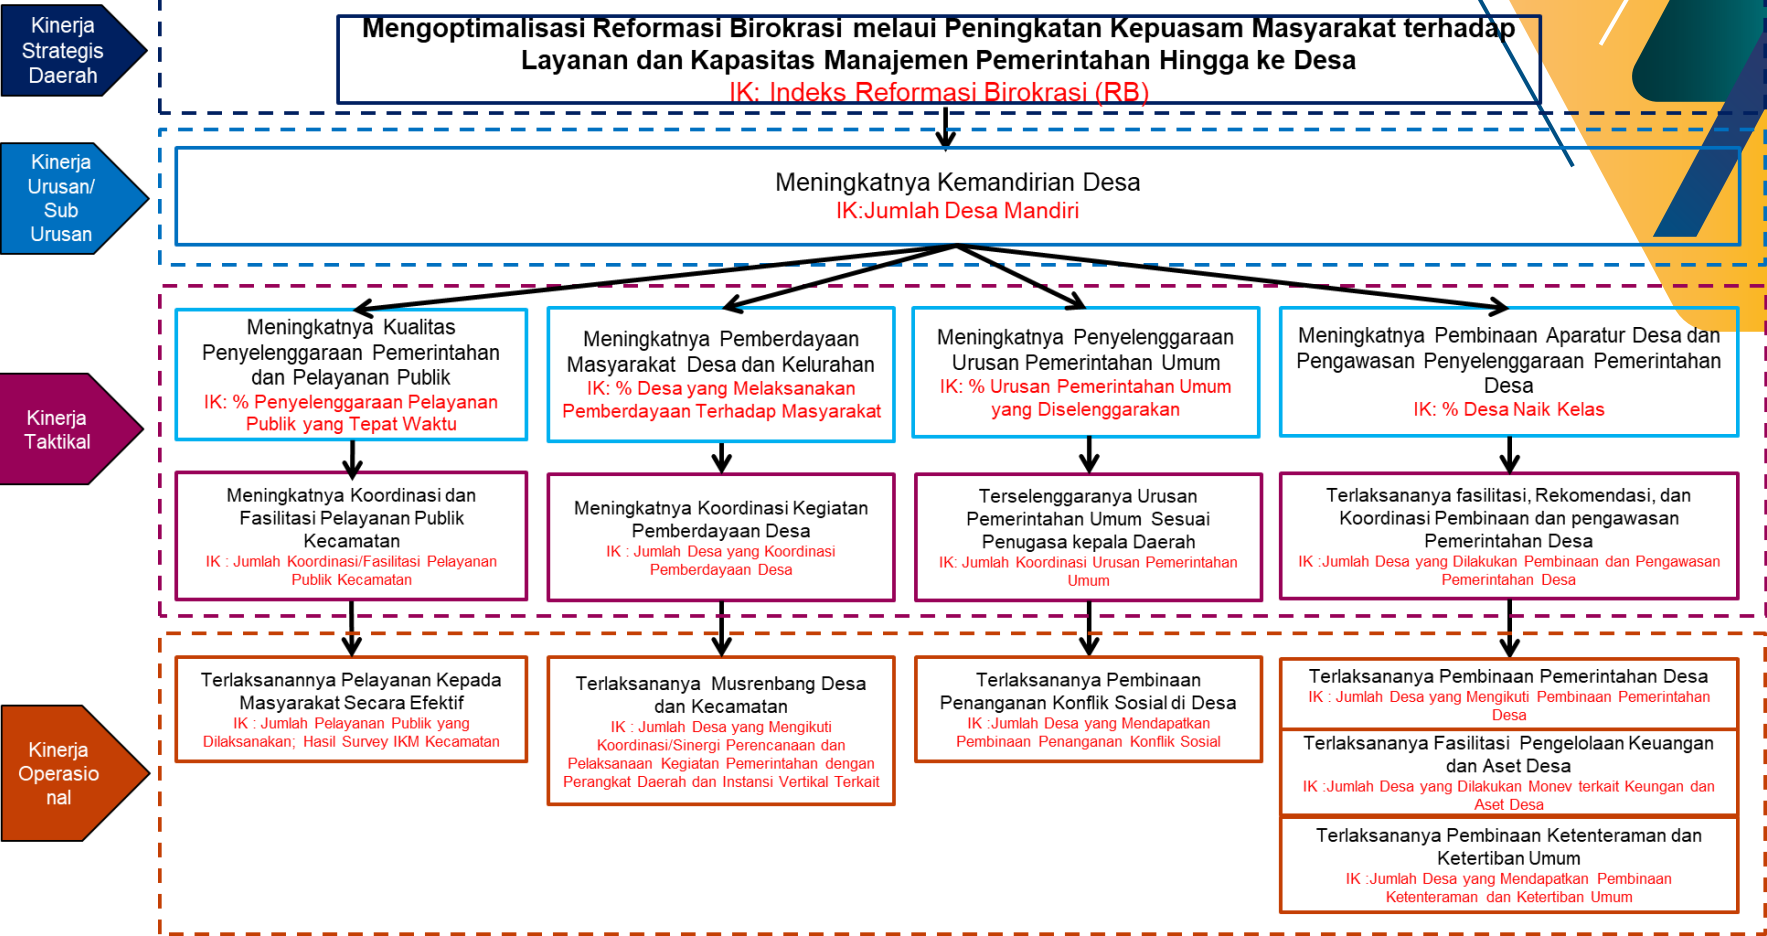 Kinerja
Strategis
Daerah
Mengoptimalisasi Reformasi Birokrasi melaui Peningkatan Kepuasam Masyarakat terhadap
Layanan dan Kapasitas Manajemen Pemerintahan Hingga ke Desa
IK: Indeks Reformasi Birokrasi (RB)
Kinerja
Urusan/
Sub
Urusan
Meningkatnya Kemandirian Desa
IK:Jumlah Desa Mandiri
Kinerja
Taktikal
Meningkatnya Kualitas
Penyelenggaraan Pemerintahan
dan Pelayanan Publik
IK: % Penyelenggaraan Pelayanan
Publik yang Tepat Waktu
Meningkatnya Pemberdayaan
Masyarakat Desa dan Kelurahan
IK: % Desa yang Melaksanakan
Pemberdayaan Terhadap Masyarakat
Meningkatnya Penyelenggaraan
Urusan Pemerintahan Umum
IK: % Urusan Pemerintahan Umum
yang Diselenggarakan
Meningkatnya Pembinaan Aparatur Desa dan
Pengawasan Penyelenggaraan Pemerintahan
Desa
IK: % Desa Naik Kelas
Meningkatnya Koordinasi dan
Fasilitasi Pelayanan Publik
Kecamatan
IK : Jumlah Koordinasi/Fasilitasi Pelayanan
Publik Kecamatan
Meningkatnya Koordinasi Kegiatan
Pemberdayaan Desa
IK : Jumlah Desa yang Koordinasi
Pemberdayaan Desa
Terselenggaranya Urusan
Pemerintahan Umum Sesuai
Penugasa kepala Daerah
IK: Jumlah Koordinasi Urusan Pemerintahan
Umum
Terlaksananya fasilitasi, Rekomendasi, dan
Koordinasi Pembinaan dan pengawasan
Pemerintahan Desa
IK :Jumlah Desa yang Dilakukan Pembinaan dan Pengawasan
Pemerintahan Desa
Kinerja
Operasio
nal
Terlaksanannya Pelayanan Kepada
Masyarakat Secara Efektif
IK : Jumlah Pelayanan Publik yang
Dilaksanakan; Hasil Survey IKM Kecamatan
Terlaksananya Musrenbang Desa
dan Kecamatan
IK : Jumlah Desa yang Mengikuti
Koordinasi/Sinergi Perencanaan dan
Pelaksanaan Kegiatan Pemerintahan dengan
Perangkat Daerah dan Instansi Vertikal Terkait
Terlaksananya Pembinaan
Penanganan Konflik Sosial di Desa
IK :Jumlah Desa yang Mendapatkan
Pembinaan Penanganan Konflik Sosial
Terlaksananya Pembinaan Pemerintahan Desa
IK : Jumlah Desa yang Mengikuti Pembinaan Pemerintahan
Desa
Terlaksananya Fasilitasi Pengelolaan Keuangan
dan Aset Desa
IK :Jumlah Desa yang Dilakukan Monev terkait Keungan dan
Aset Desa
Terlaksananya Pembinaan Ketenteraman dan
Ketertiban Umum
IK :Jumlah Desa yang Mendapatkan Pembinaan
Ketenteraman dan Ketertiban Umum